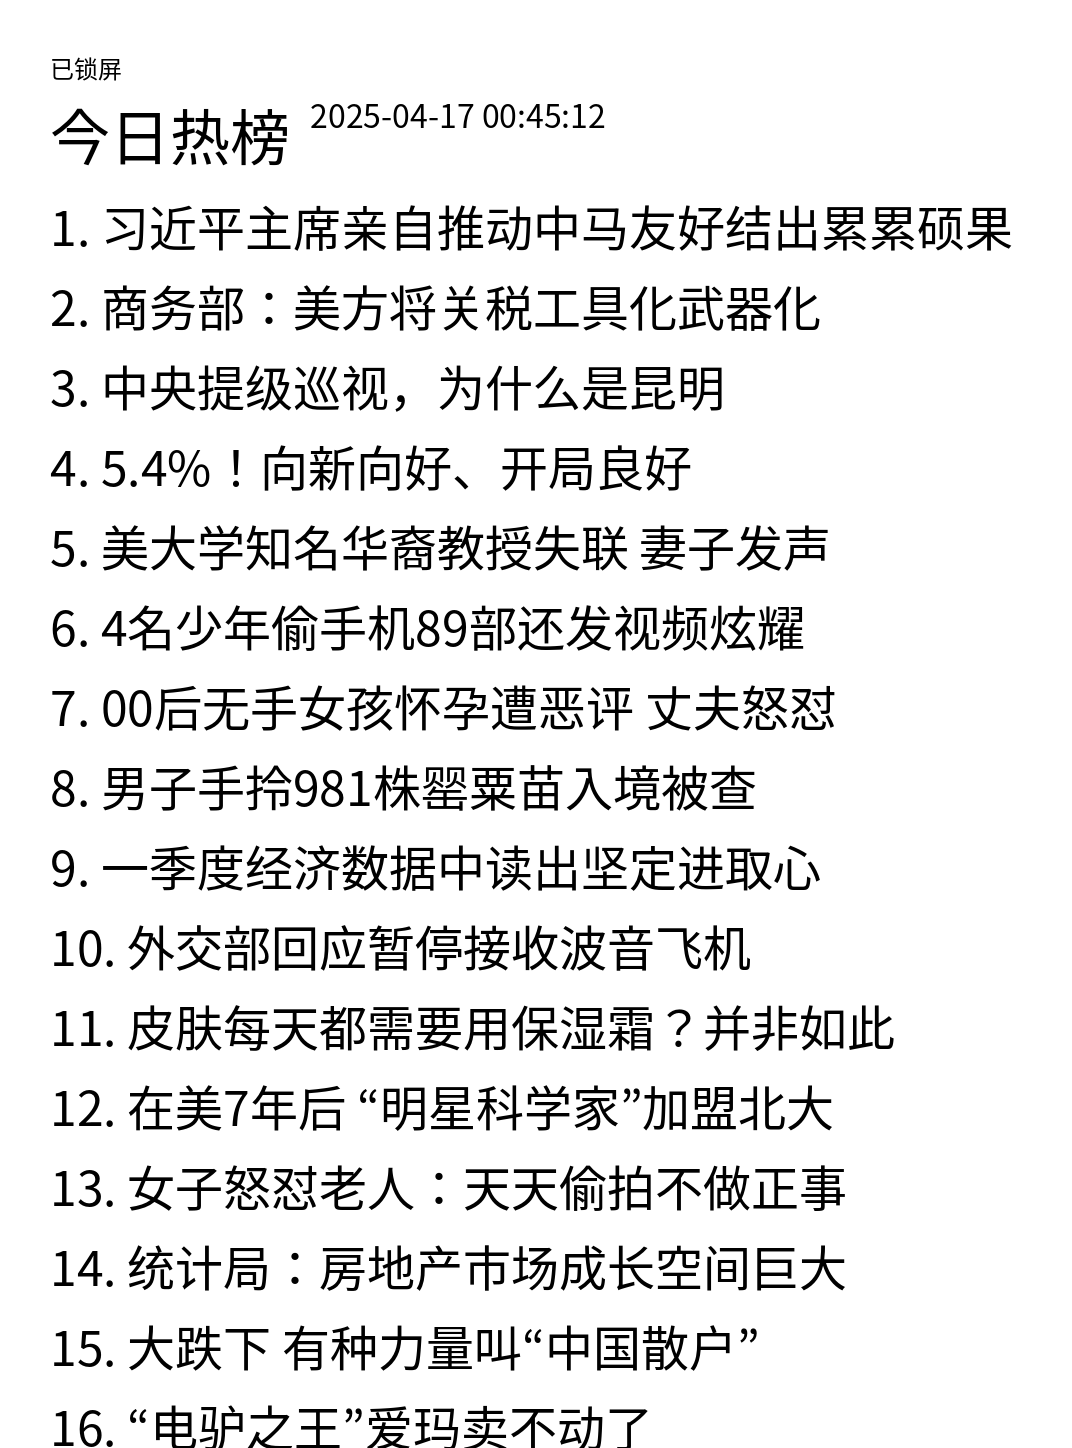 已锁屏
今日热榜 2025-04-17 00:45:12
1. 习近平主席亲自推动中马友好结出累累硕果
2. 商务部：美方将关税工具化武器化
3. 中央提级巡视，为什么是昆明
4. 5.4%！向新向好、开局良好
5. 美大学知名华裔教授失联 妻子发声
6. 4名少年偷手机89部还发视频炫耀
7. 00后无手女孩怀孕遭恶评 丈夫怒怼
8. 男子手拎981株罂粟苗入境被查
9. 一季度经济数据中读出坚定进取心
10. 外交部回应暂停接收波音飞机
11. 皮肤每天都需要用保湿霜？并非如此
12. 在美7年后 “明星科学家”加盟北大
13. 女子怒怼老人：天天偷拍不做正事
14. 统计局：房地产市场成长空间巨大
15. 大跌下 有种力量叫“中国散户”
16. “电驴之王”爱玛卖不动了